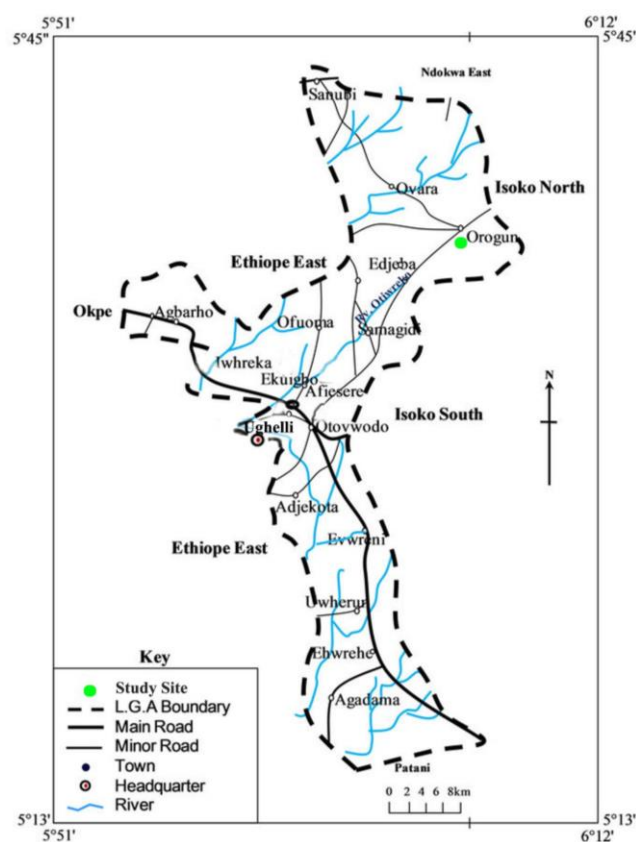 5°51'
6°12'
5°45"
5°45'
Ndokwa East
Sanubi
Ovara
Isoko North
Orogun
Ethiope East
Edjeba
Rv. Otiwreho
Okpe
Agbarho
Ofuoma
Samagidi
Iwhreka
Ekuigbo
Afiesere
N
Isoko South
Ughelli
Otovwodo
Adjekota
Ethiope East
Evwreni
Uwherun
Ehwrehe
Agadama
Patani
Key
Study Site
L.G.A Boundary
Main Road
Minor Road
Town
Headquarter
River
0 2 4 6 8km
5°13'
5°13'
5°51'
6°12'